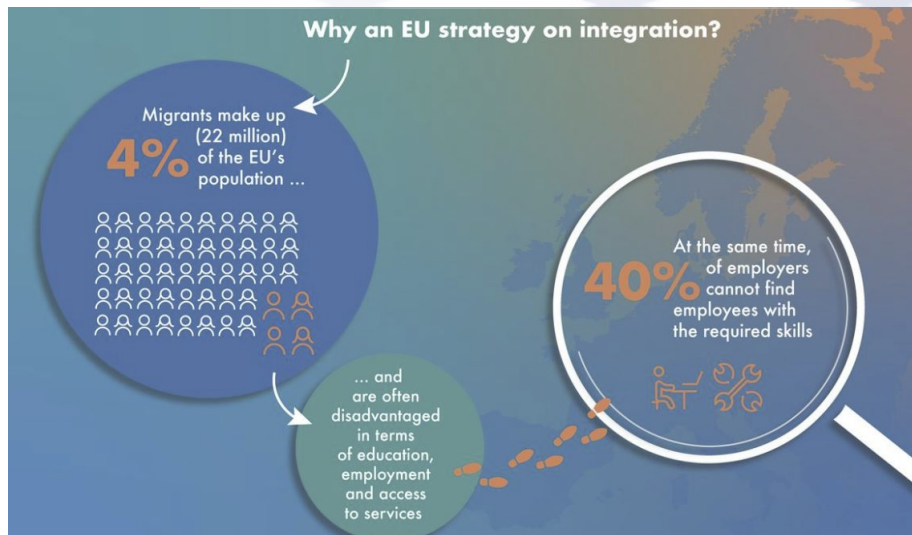 Why an EU strategy on integration?
Migrants make up
(22 million)
4%
of the EU's
population ...
... and
are often
disadvantaged
in terms
of education,
employment
and access
to services
At the same time,
40%
of employers
cannot find
employees with
the required skills